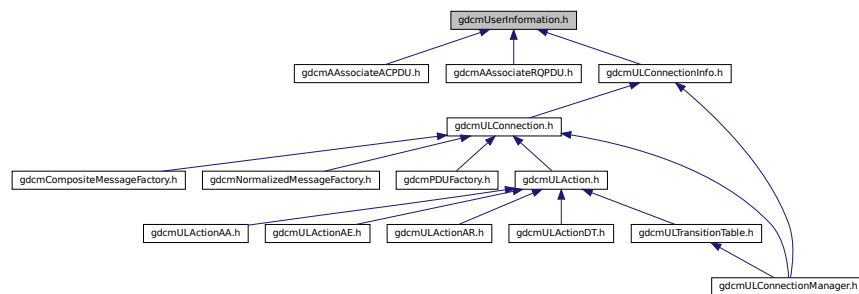 gdcmUserInformation.h
gdcmAAssociateACPDU.h
gdcmAAssociateRQPDU.h
gdcmULConnectionInfo.h
gdcmULConnection.h
gdcmCompositeMessageFactory.h
gdcmNormalizedMessageFactory.h
gdcmPDUFactory.h
gdcmULAction.h
gdcmULActionAA.h
gdcmULActionAE.h
gdcmULActionAR.h
gdcmULActionDT.h
gdcmULTransitionTable.h
gdcmULConnectionManager.h